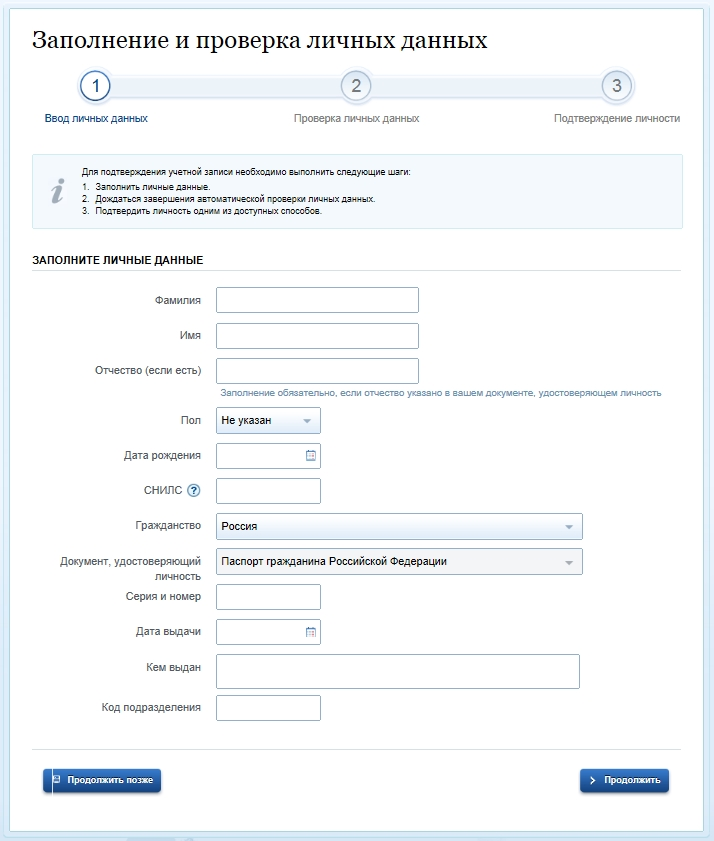 Заполнение и проверка личных данных
1
2
3
Ввод личных данных
Проверка личных данных
Подтверждение личности
Для подтверждения учетной записи необходимо выполнить следующие шаги:
1. Заполнить личные данные.
2. Дождаться завершения автоматической проверки личных данных.
3. Подтвердить личность одним из доступных способов.
ЗАПОЛНИТЕ ЛИЧНЫЕ ДАННЫЕ
Фамилия
Имя
Отчество (если есть)
Заполнение обязательно, если отчество указано в вашем документе, удостоверяющем личность
Пол
Не указан
Дата рождения
СНИЛС ?
Гражданство
Россия
Документ, удостоверяющий
личность
Паспорт гражданина Российской Федерации
Серия и номер
Дата выдачи
Кем выдан
Код подразделения
Продолжить позже
Продолжить